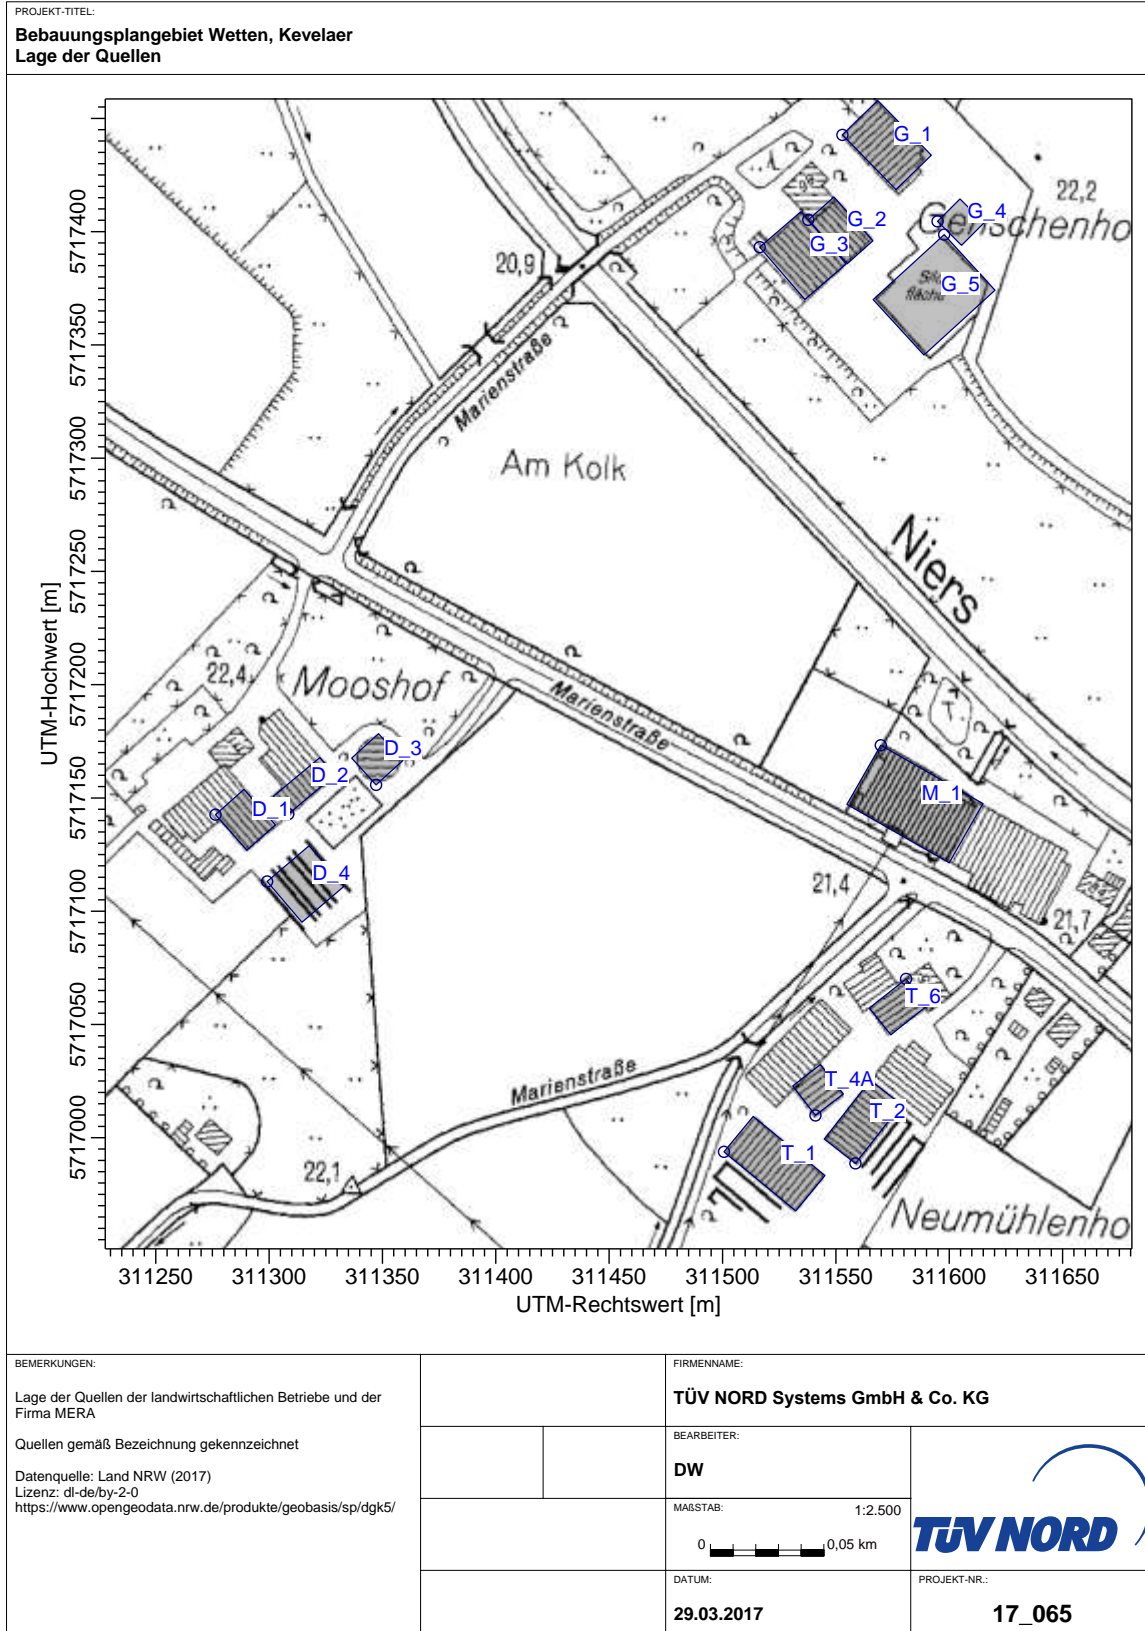 PROJEKT-TITEL:
Bebauungsplangebiet Wetten, Kevelaer
Lage der Quellen
UTM-Hochwert [m]
5717400
5717350
5717300
5717250
5717200
5717150
5717100
5717050
5717000
G_1
22,2
G_4
Genschenho
G_2
G_3
20,9
G_5
Marienstraße
Am Kolk
Niers
22,4
Mooshof
Marienstraße
D_3
D_2
D_1
M_1
D_4
21,4
21,7
T_6
Marienstraße
T_4A
T_2
T_1
22,1
Neumühlenho
311250
311300
311350
311400
311450
311500
311550
311600
311650
UTM-Rechtswert [m]
BEMERKUNGEN:
Lage der Quellen der landwirtschaftlichen Betriebe und der
Firma MERA
Quellen gemäß Bezeichnung gekennzeichnet
Datenquelle: Land NRW (2017)
Lizenz: dl-de/by-2-0
https://www.opengeodata.nrw.de/produkte/geobasis/sp/dgk5/
FIRMENNAME:
TÜV NORD Systems GmbH & Co. KG
BEARBEITER:
DW
MAßSTAB:
1:2.500
0
0,05 km
DATUM:
29.03.2017
TÜV NORD
PROJEKT-NR.:
17_065